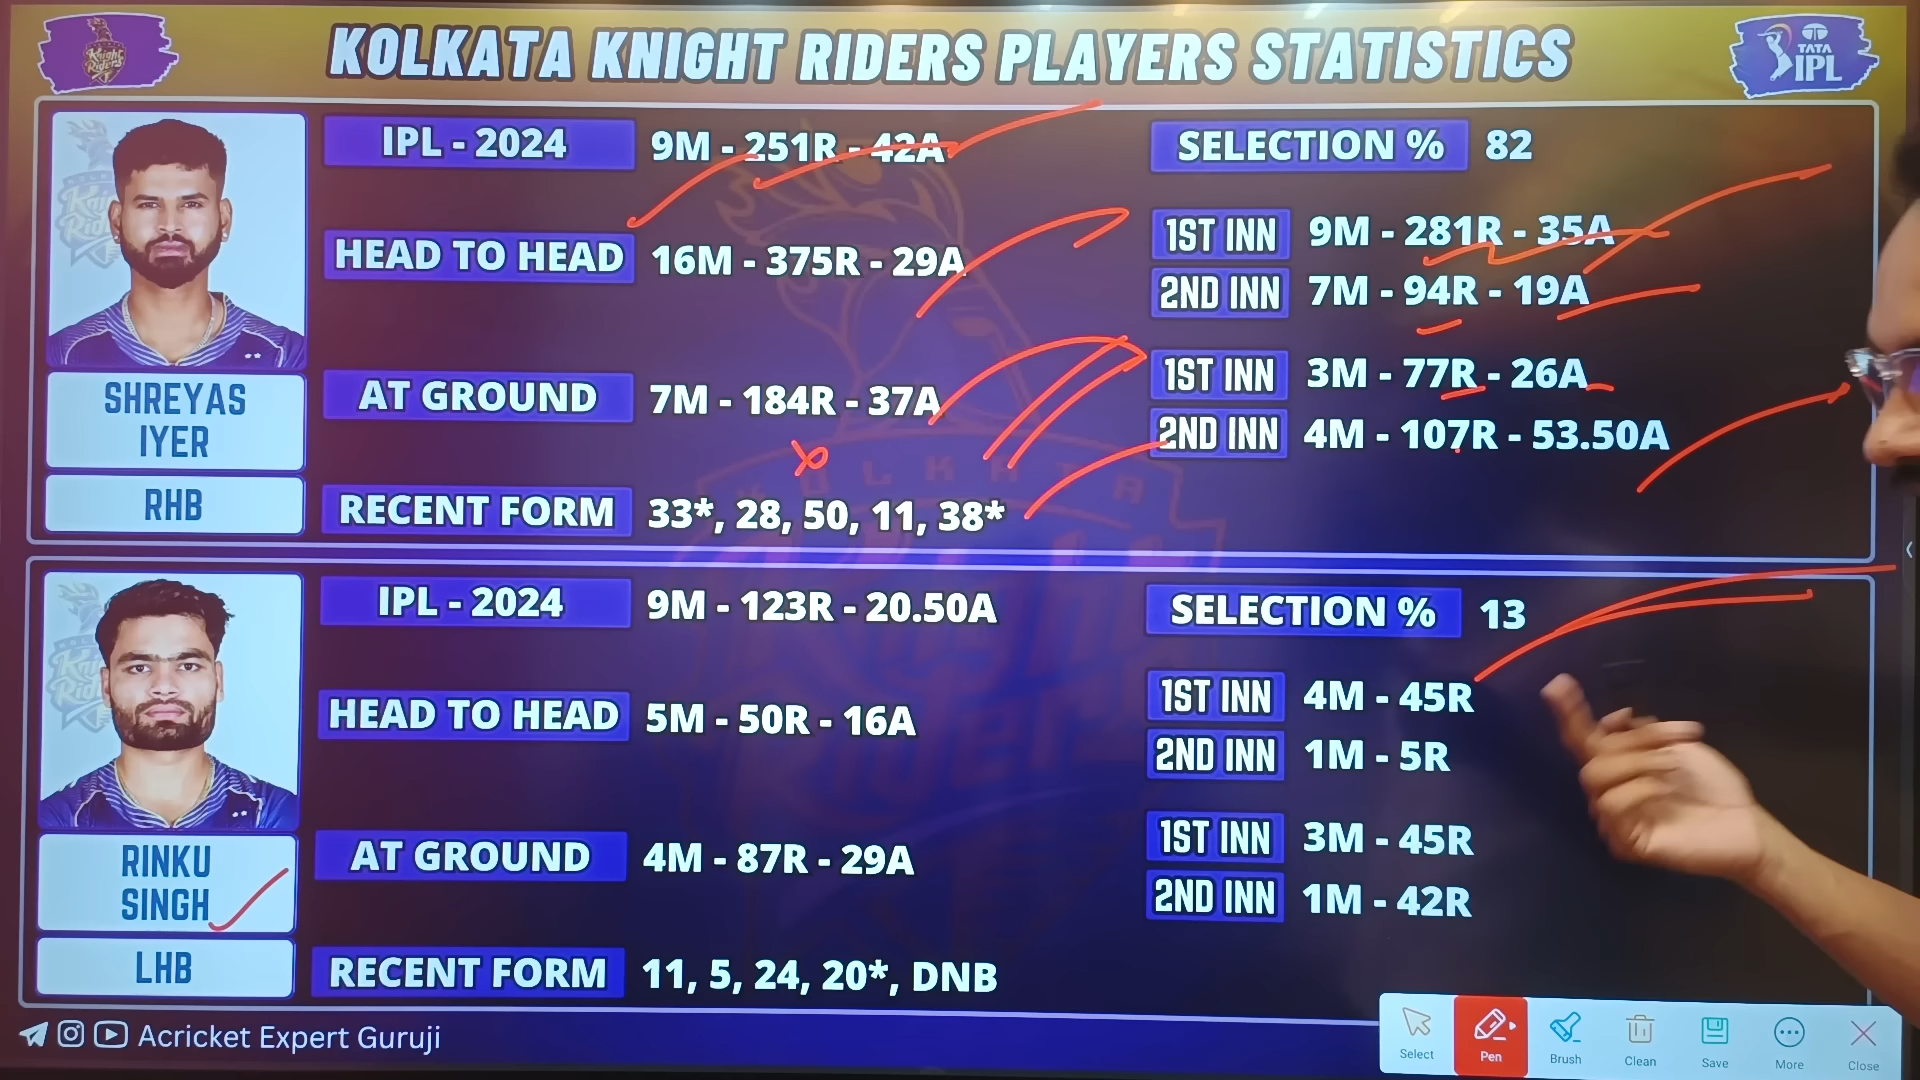 Knight Riders
KOLKATA KNIGHT RIDERS PLAYERS STATISTICS
TATA
IPL
IPL - 2024 9M - 251R - 42A
SELECTION % 82
HEAD TO HEAD 16M - 375R - 29A
1ST INN 9M - 281R - 35A
2ND INN 7M - 94R - 19A
AT GROUND 7M - 184R - 37A
1ST INN 3M - 77R - 26A
2ND INN 4M - 107R - 53.50A
RECENT FORM 33*, 28, 50, 11, 38*
SHREYAS
IYER
RHB
IPL - 2024 9M - 123R - 20.50A
SELECTION % 13
HEAD TO HEAD 5M - 50R - 16A
1ST INN 4M - 45R
2ND INN 1M - 5R
AT GROUND 4M - 87R - 29A
1ST INN 3M - 45R
2ND INN 1M - 42R
RECENT FORM 11, 5, 24, 20*, DNB
RINKU
SINGH
LHB
Acricket Expert Guruji
Select Pen Brush Clean Save More Close